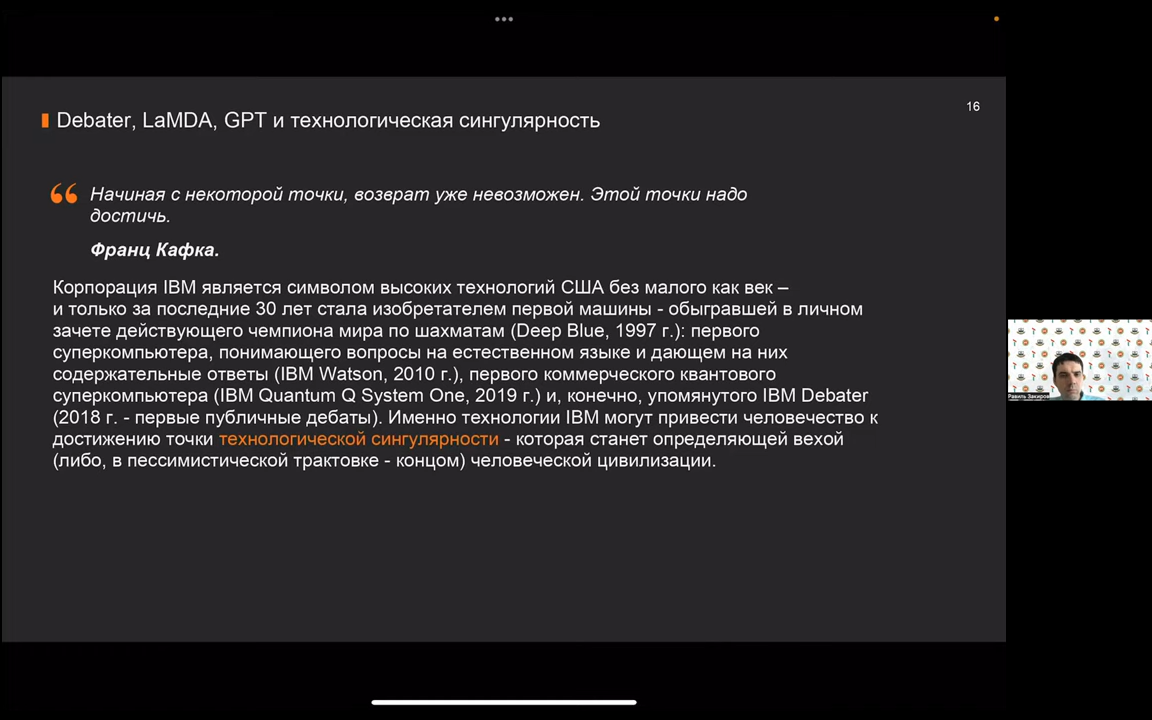 Debater, LaMDA, GPT и технологическая сингулярность
16
Начиная с некоторой точки, возврат уже невозможен. Этой точки надо
достичь.
Франц Кафка.
Корпорация IBM является символом высоких технологий США без малого как век –
и только за последние 30 лет стала изобретателем первой машины - обыгравшей в личном
зачете действующего чемпиона мира по шахматам (Deep Blue, 1997 г.): первого
суперкомпьютера, понимающего вопросы на естественном языке и дающем на них
содержательные ответы (IBM Watson, 2010 г.), первого коммерческого квантового
суперкомпьютера (IBM Quantum Q System One, 2019 г.) и, конечно, упомянутого IBM Debater
(2018 г. - первые публичные дебаты). Именно технологии IBM могут привести человечество к
достижению точки технологической сингулярности - которая станет определяющей вехой
(либо, в пессимистической трактовке - концом) человеческой цивилизации.
Равиль Закиров